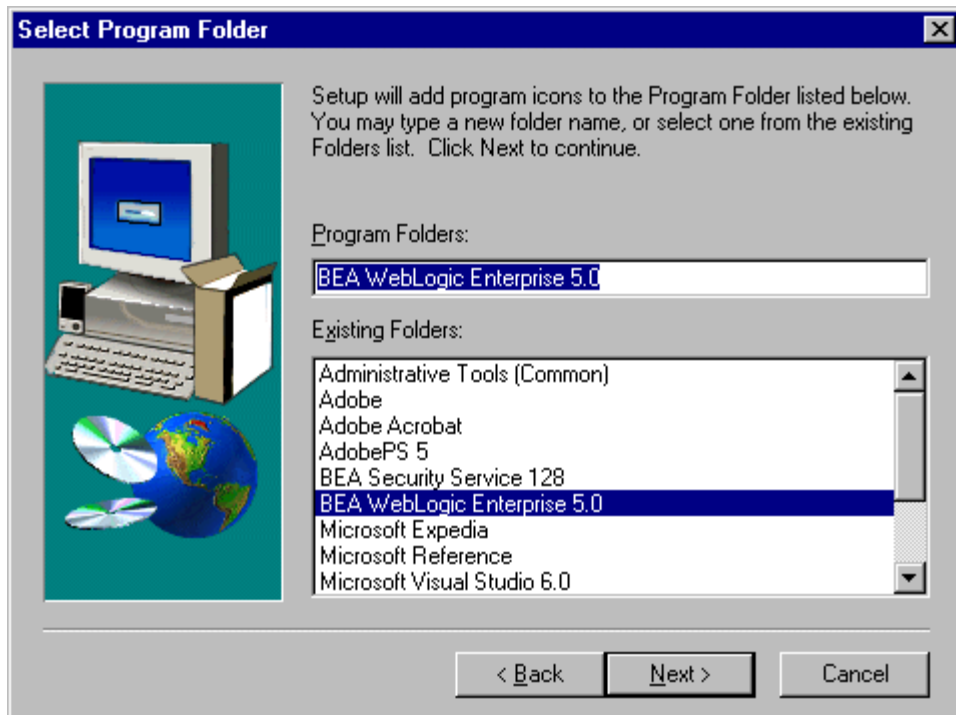 Select Program Folder
Setup will add program icons to the Program Folder listed below.
You may type a new folder name, or select one from the existing
Folders list.  Click Next to continue.
Program Folders:
BEA WebLogic Enterprise 5.0
Existing Folders:
Administrative Tools (Common)
Adobe
Adobe Acrobat
AdobePS 5
BEA Security Service 128
BEA WebLogic Enterprise 5.0
Microsoft Expedia
Microsoft Reference
Microsoft Visual Studio 6.0
< Back
Next >
Cancel